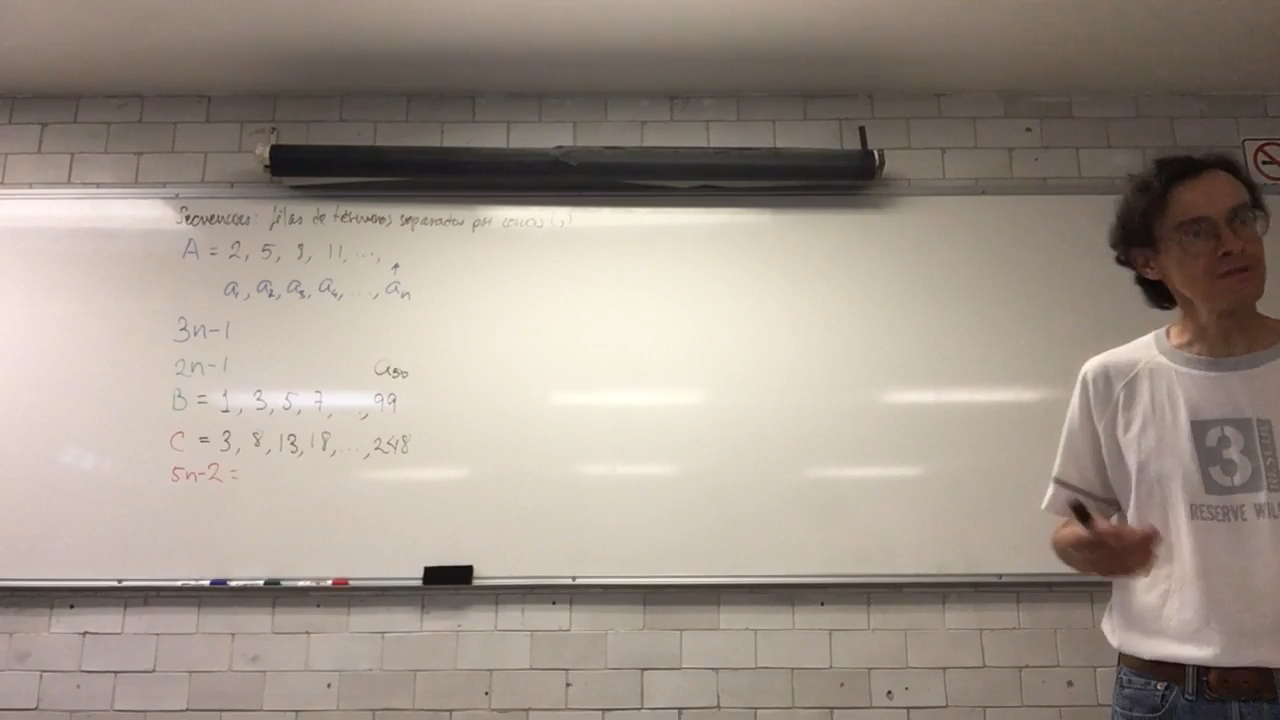 Secuencias: filas de términos separados por comas (,)
A = 2, 5, 8, 11, ...,
a1, a2, a3, a4, ..., an
3n-1
2n-1 a50
B = 1, 3, 5, 7, ..., 99
C = 3, 8, 13, 18, ..., 248
5n-2 =
3
RESERVE